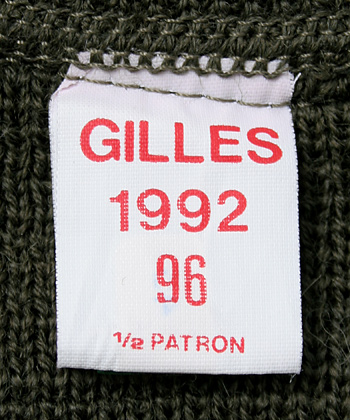 GILLES
1992
96
1/2 PATRON